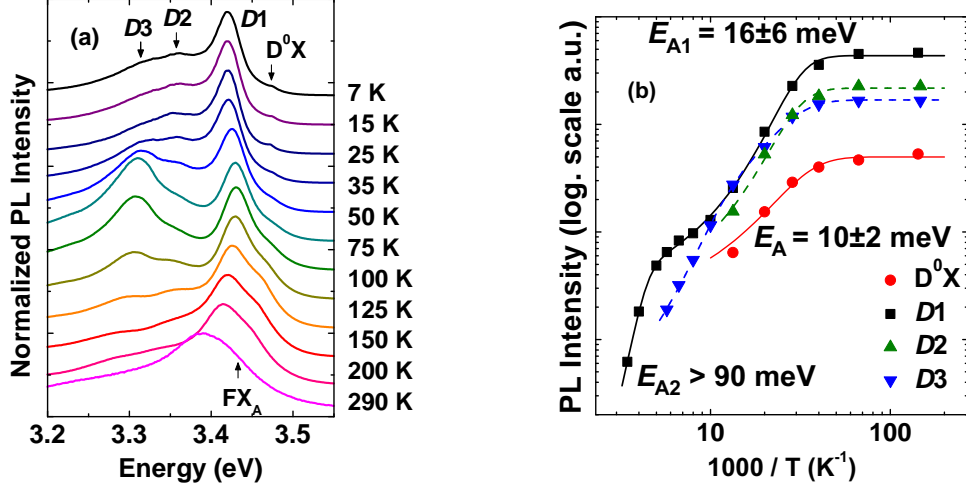 (a)
D3
D2
D1
D⁰X
7 K
15 K
25 K
35 K
50 K
75 K
100 K
125 K
150 K
200 K
290 K
FX_A
Normalized PL Intensity
3.2
3.3
3.4
3.5
Energy (eV)
E_A1 = 16±6 meV
(b)
E_A = 10±2 meV
D⁰X
D1
D2
D3
E_A2 > 90 meV
PL Intensity (log. scale a.u.)
10
100
1000 / T (K⁻¹)